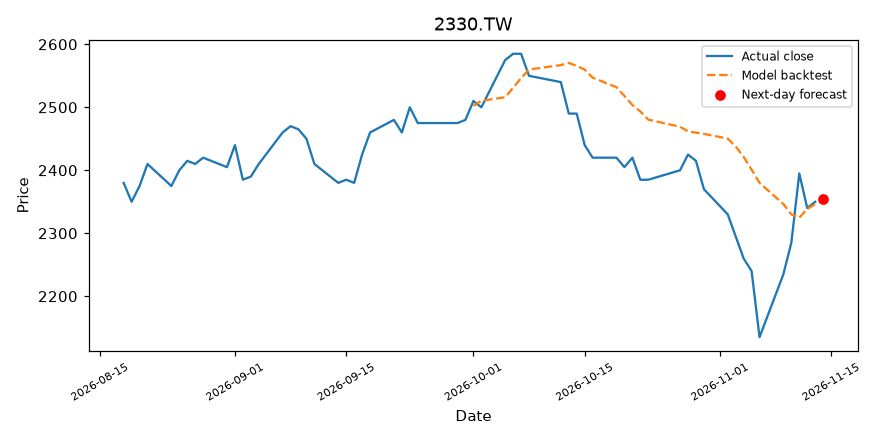 2330.TW
Actual close
Model backtest
Next-day forecast
Price
2600
2500
2400
2300
2200
2026-08-15
2026-09-01
2026-09-15
2026-10-01
2026-10-15
2026-11-01
2026-11-15
Date